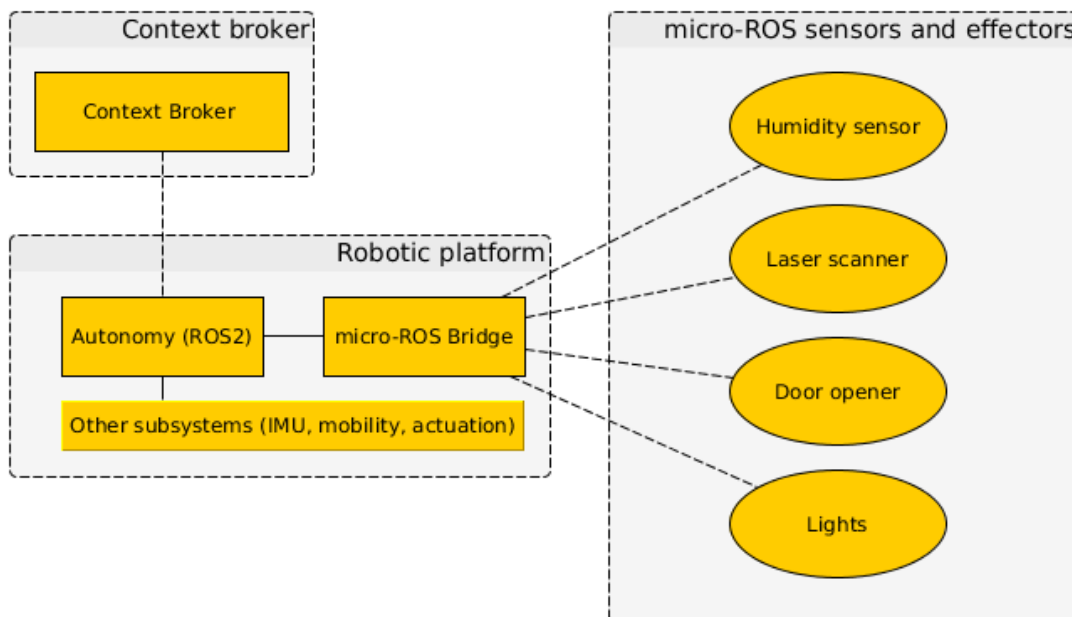 Context broker
Context Broker
Robotic platform
Autonomy (ROS2)
micro-ROS Bridge
Other subsystems (IMU, mobility, actuation)
micro-ROS sensors and effectors
Humidity sensor
Laser scanner
Door opener
Lights